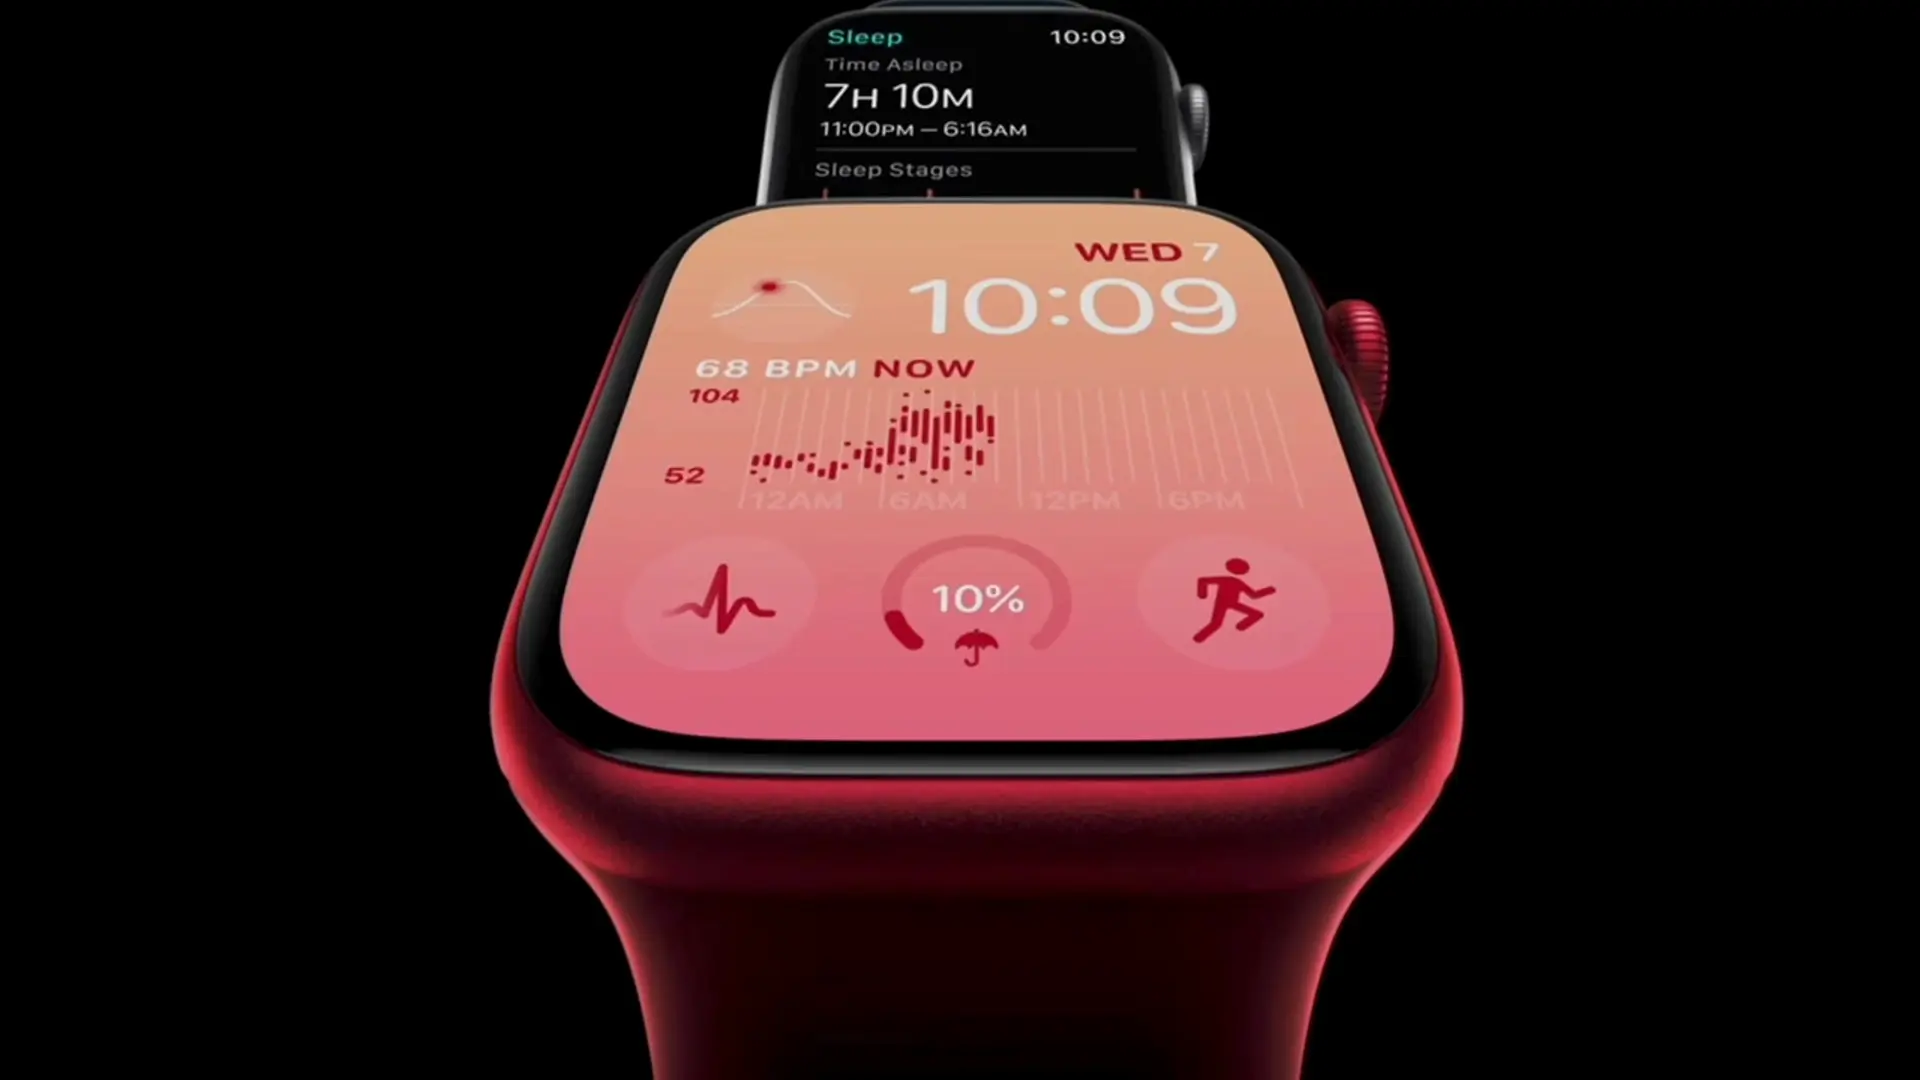 Sleep 10:09
Time Asleep
7H 10M
11:00PM – 6:16AM
Sleep Stages
WED 7
10:09
68 BPM NOW
104
52
12AM 6AM 12PM 6PM
10%